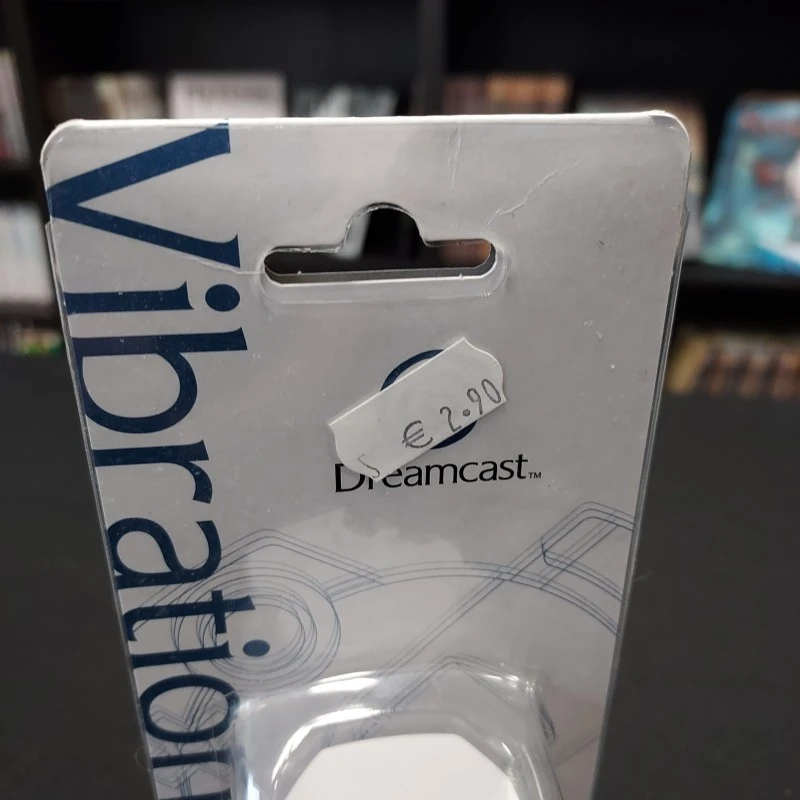 Vibration
S € 2.90
Dreamcast™